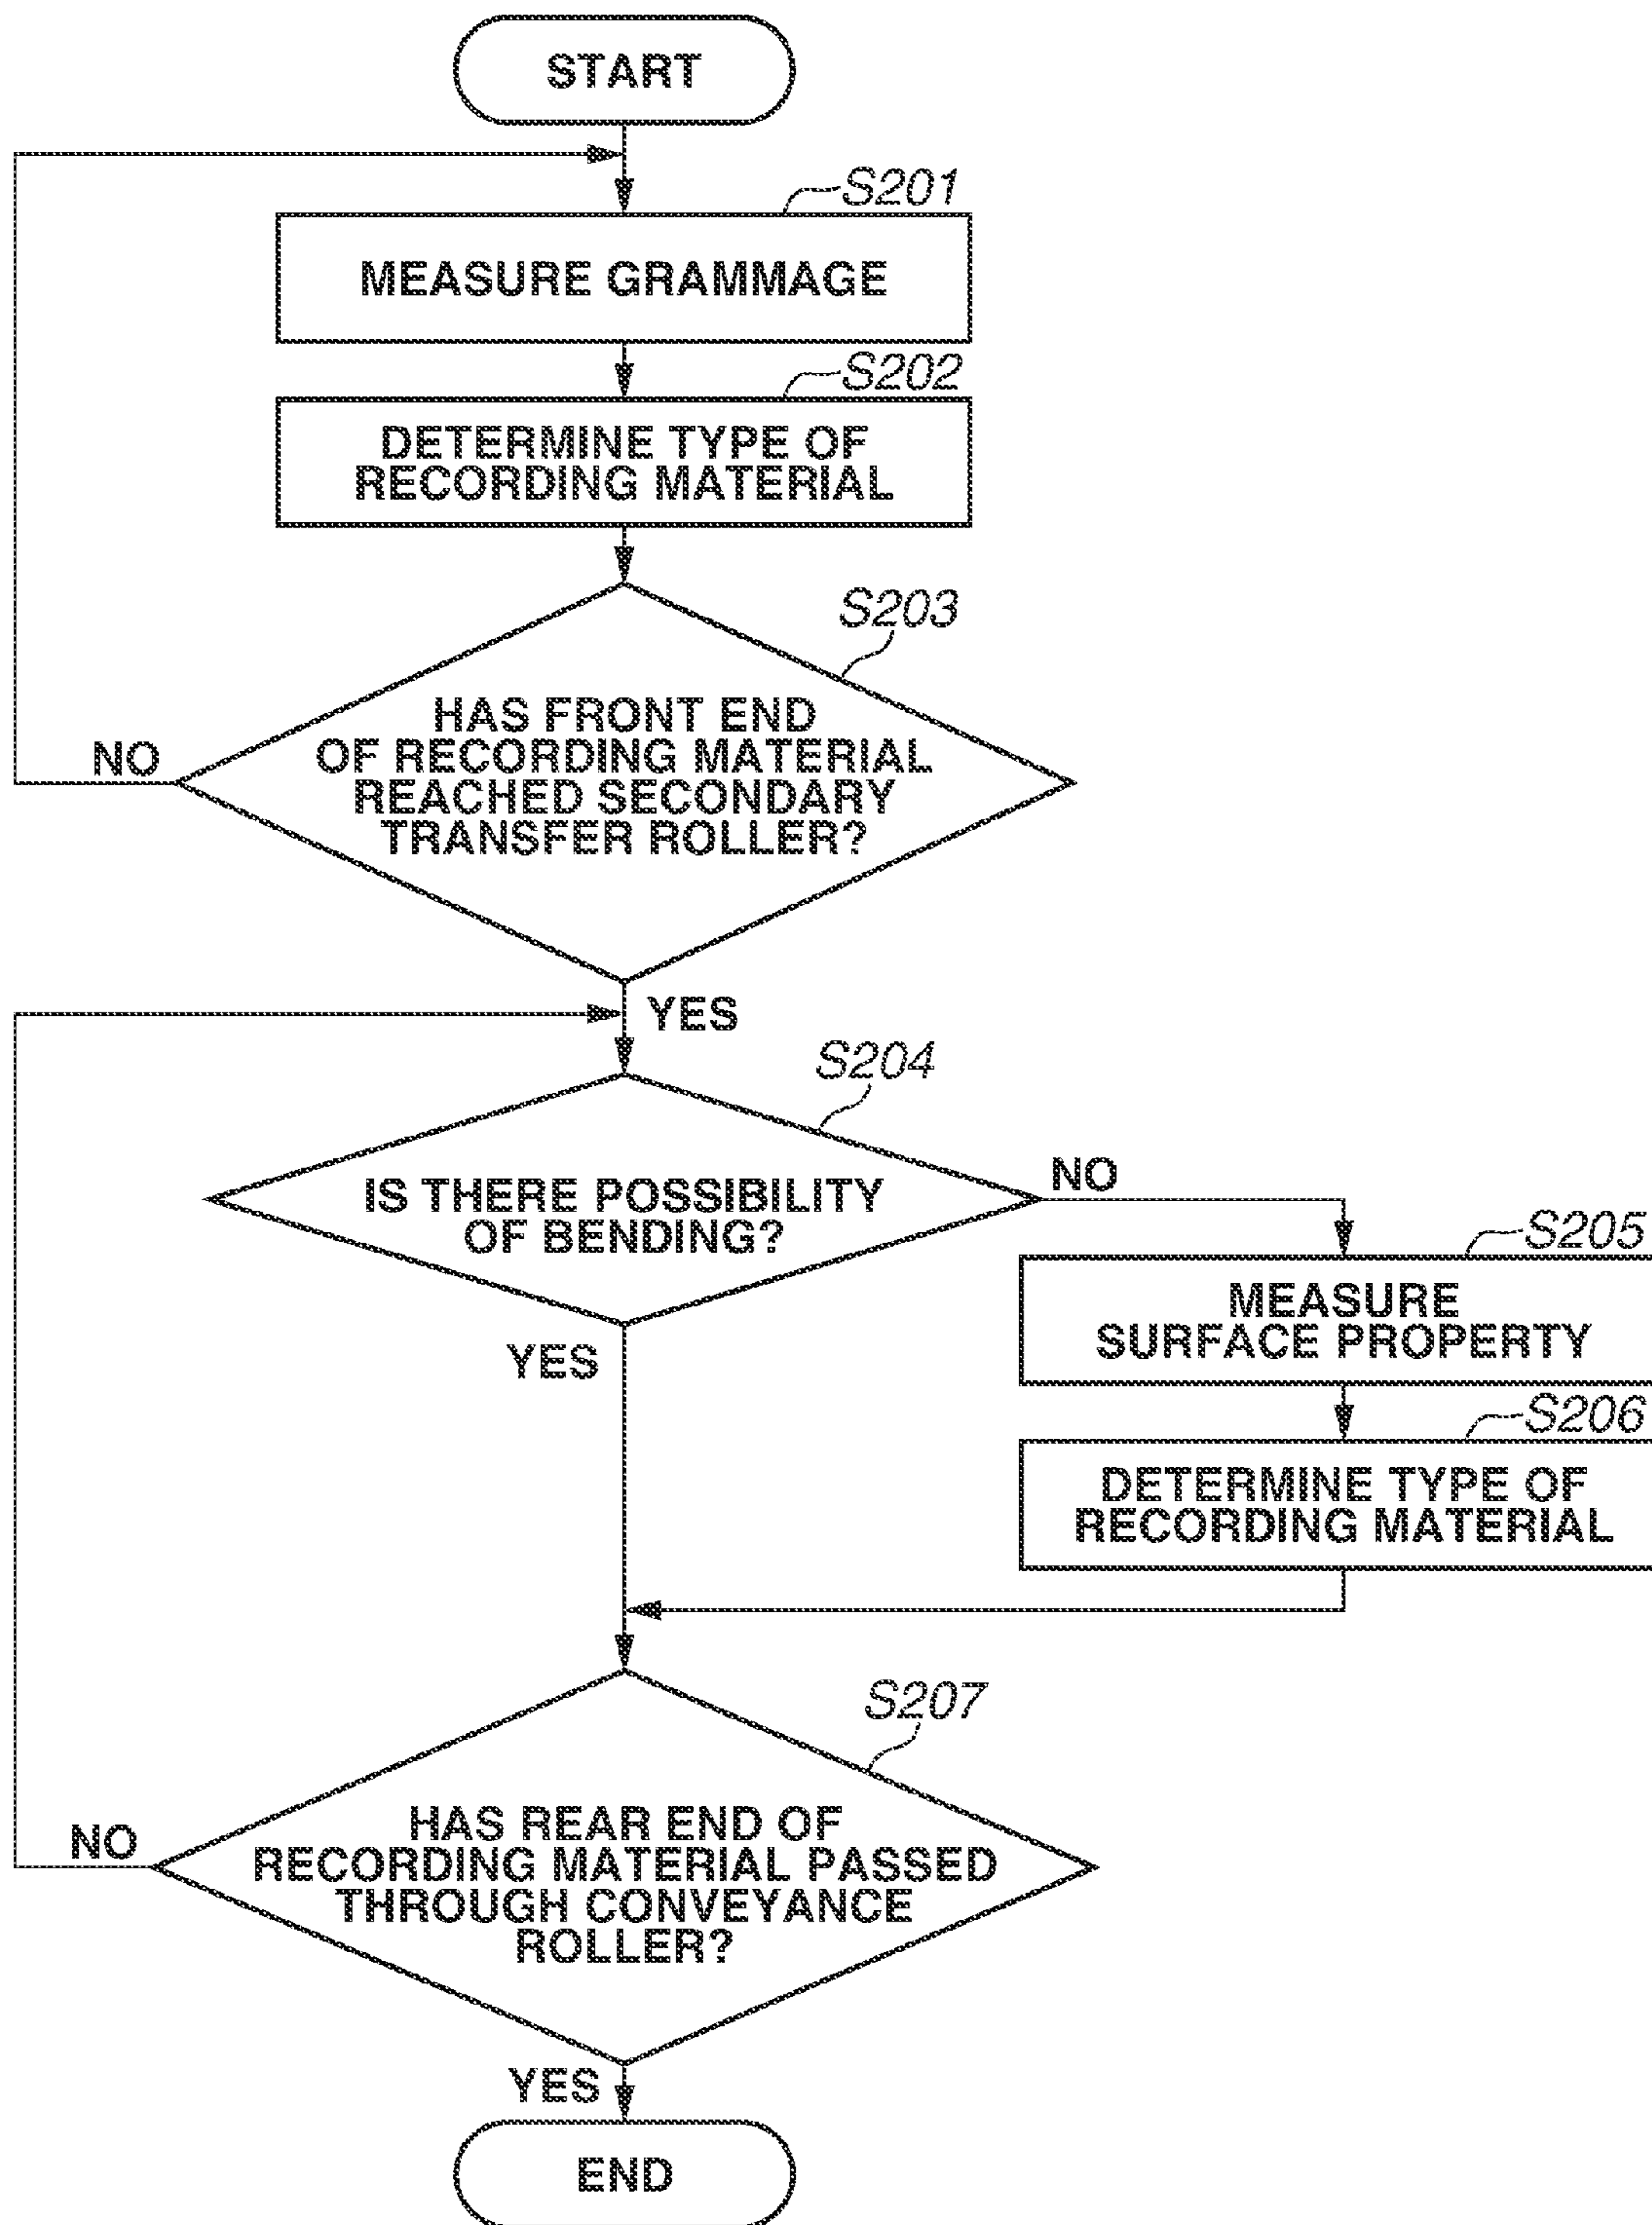 START
S201
MEASURE GRAMMAGE
S202
DETERMINE TYPE OF
RECORDING MATERIAL
S203
HAS FRONT END
OF RECORDING MATERIAL
REACHED SECONDARY
TRANSFER ROLLER?
NO
YES
S204
IS THERE POSSIBILITY
OF BENDING?
NO
YES
S205
MEASURE
SURFACE PROPERTY
S206
DETERMINE TYPE OF
RECORDING MATERIAL
S207
HAS REAR END OF
RECORDING MATERIAL PASSED
THROUGH CONVEYANCE
ROLLER?
NO
YES
END